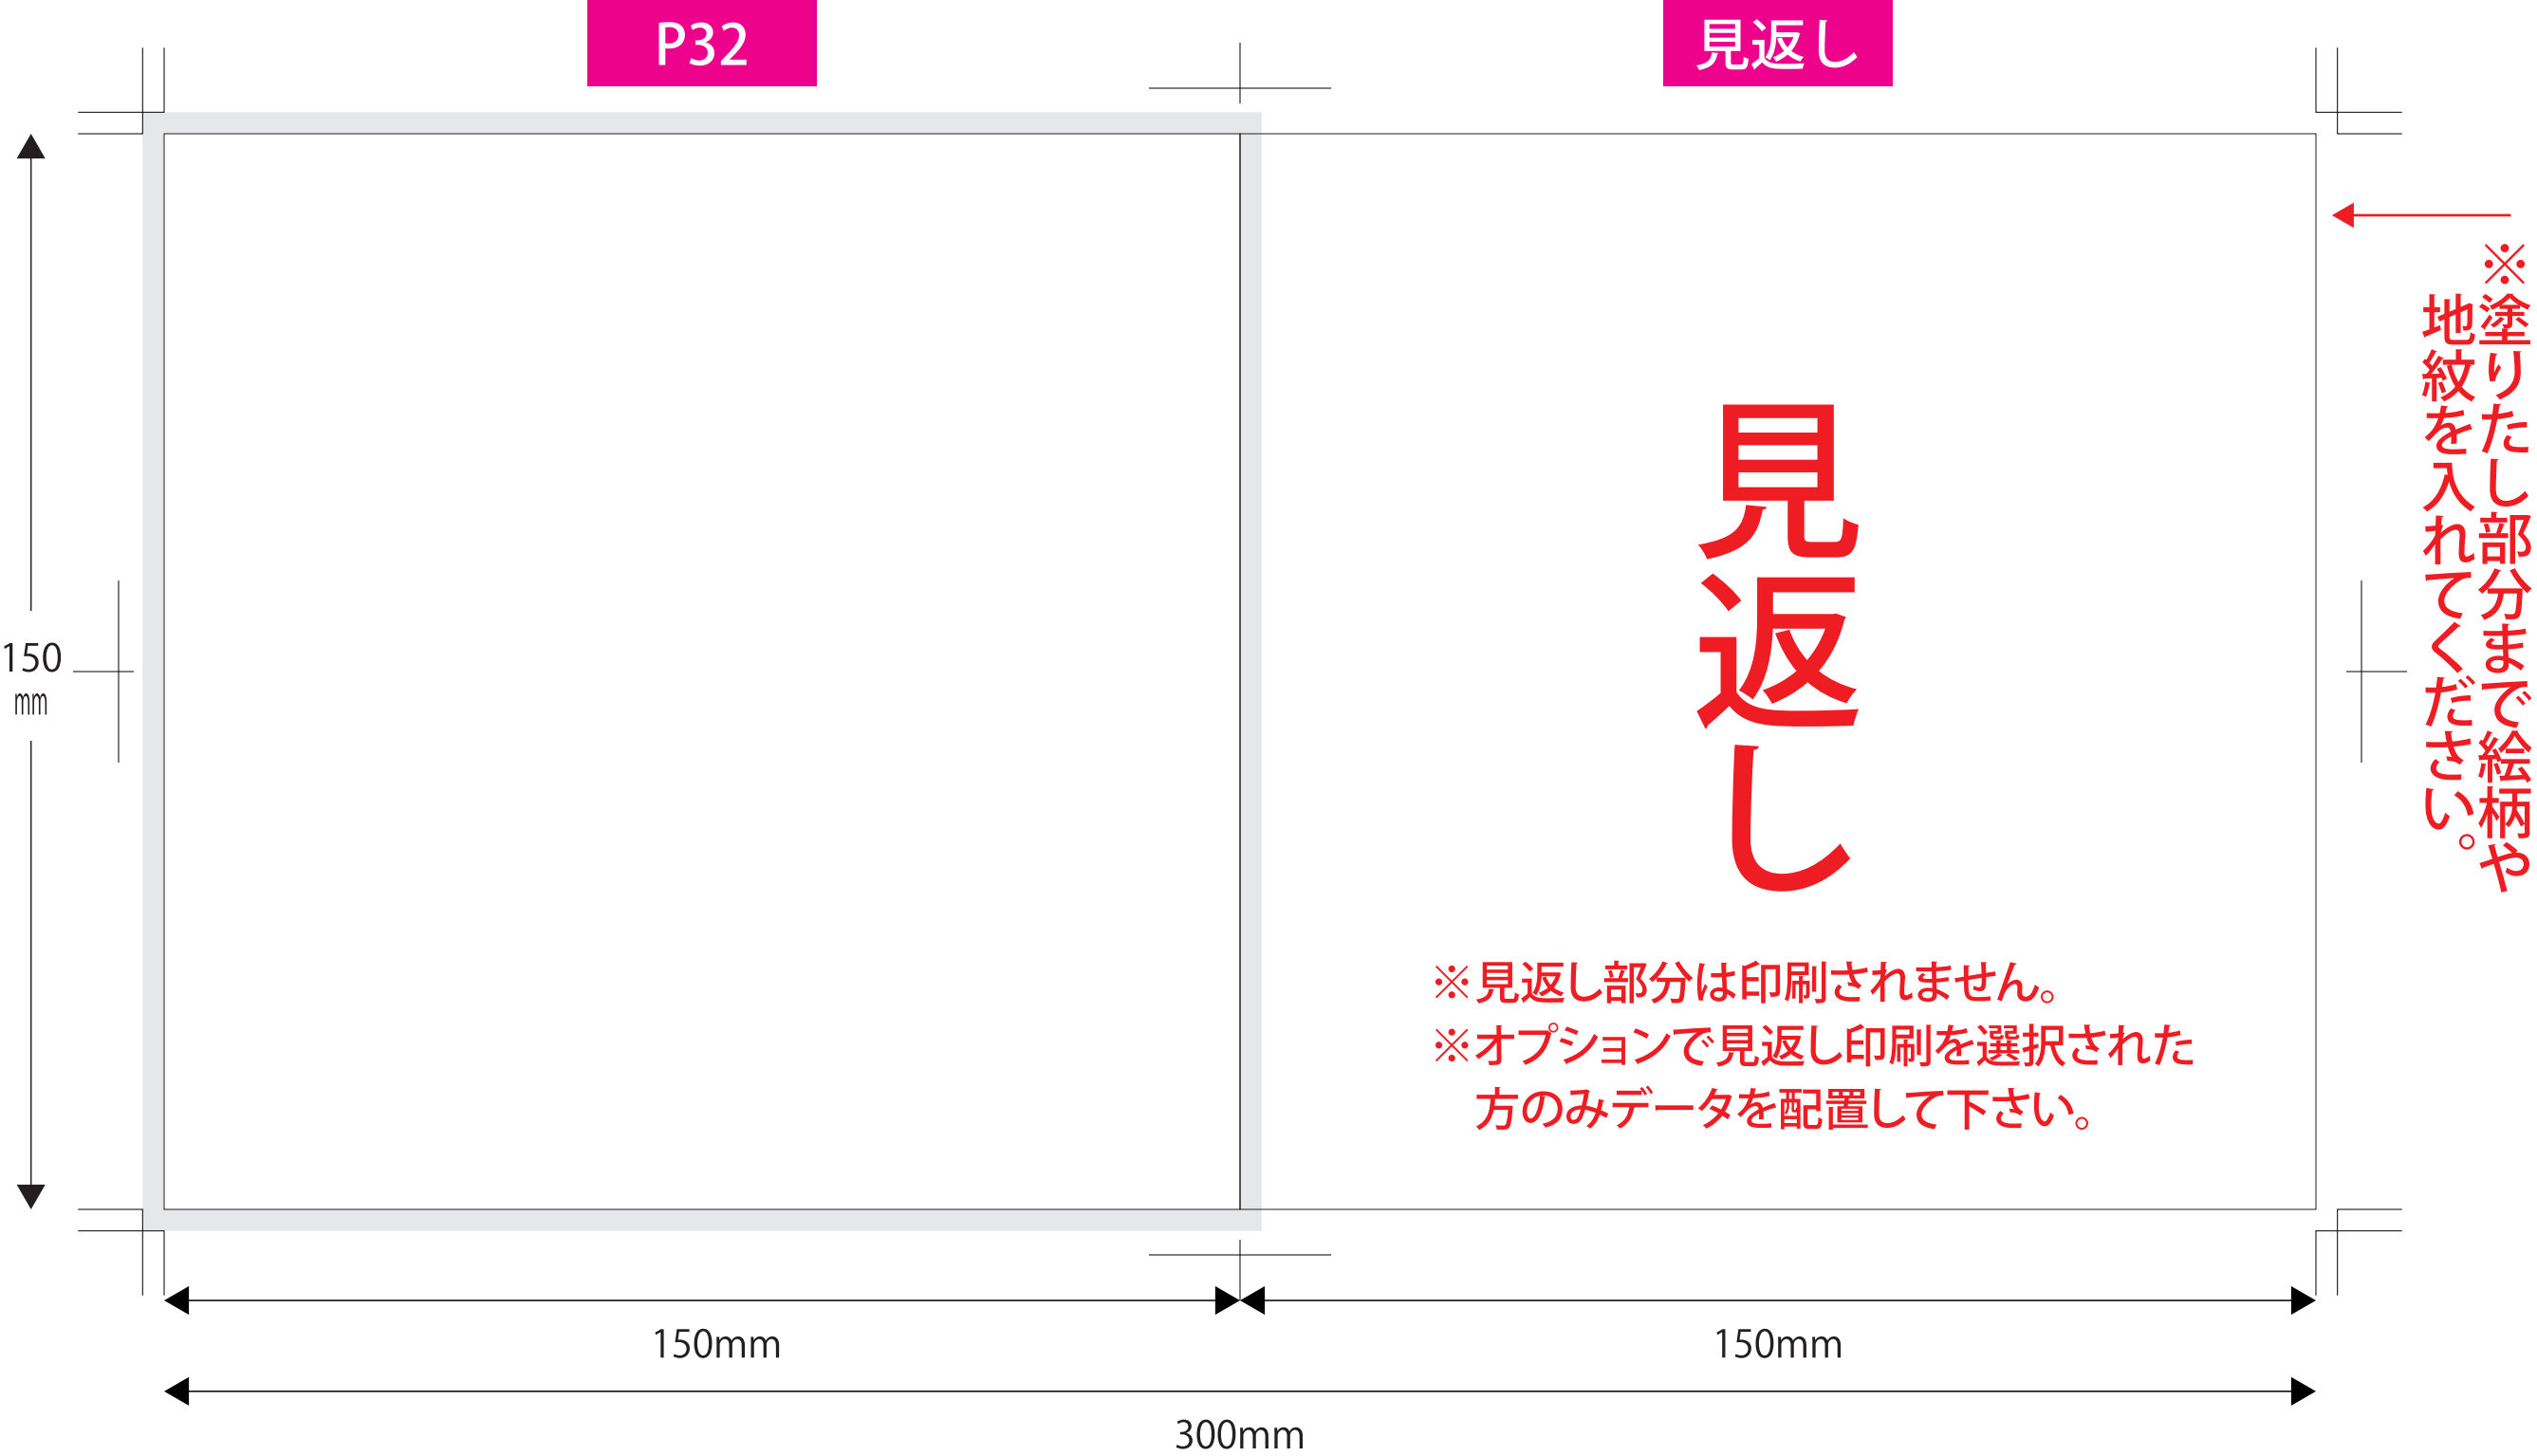 P32
見返し
150
mm
見返し
※塗りたし部分まで絵柄や
地紋を入れてください。
※見返し部分は印刷されません。
※オプションで見返し印刷を選択された
方のみデータを配置して下さい。
150mm
150mm
300mm